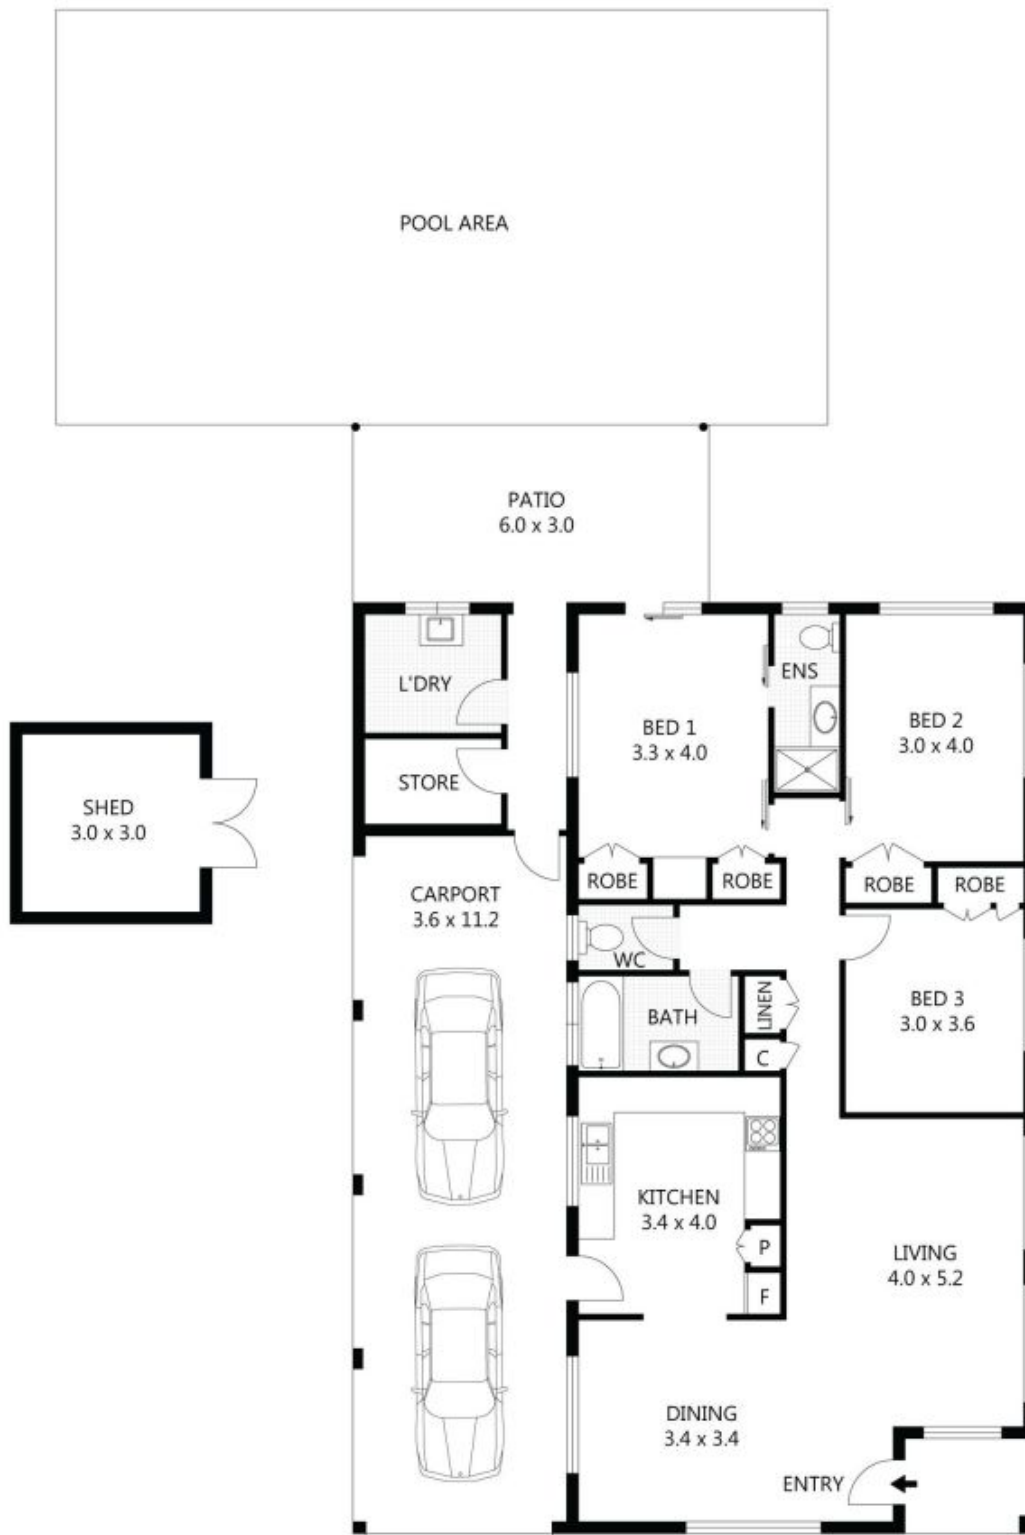 POOL AREA
PATIO
6.0 x 3.0
L'DRY
ENS
BED 1
3.3 x 4.0
BED 2
3.0 x 4.0
STORE
SHED
3.0 x 3.0
CARPORT
3.6 x 11.2
ROBE
ROBE
ROBE
ROBE
WC
BATH
LINEN
C
BED 3
3.0 x 3.6
KITCHEN
3.4 x 4.0
P
F
LIVING
4.0 x 5.2
DINING
3.4 x 3.4
ENTRY